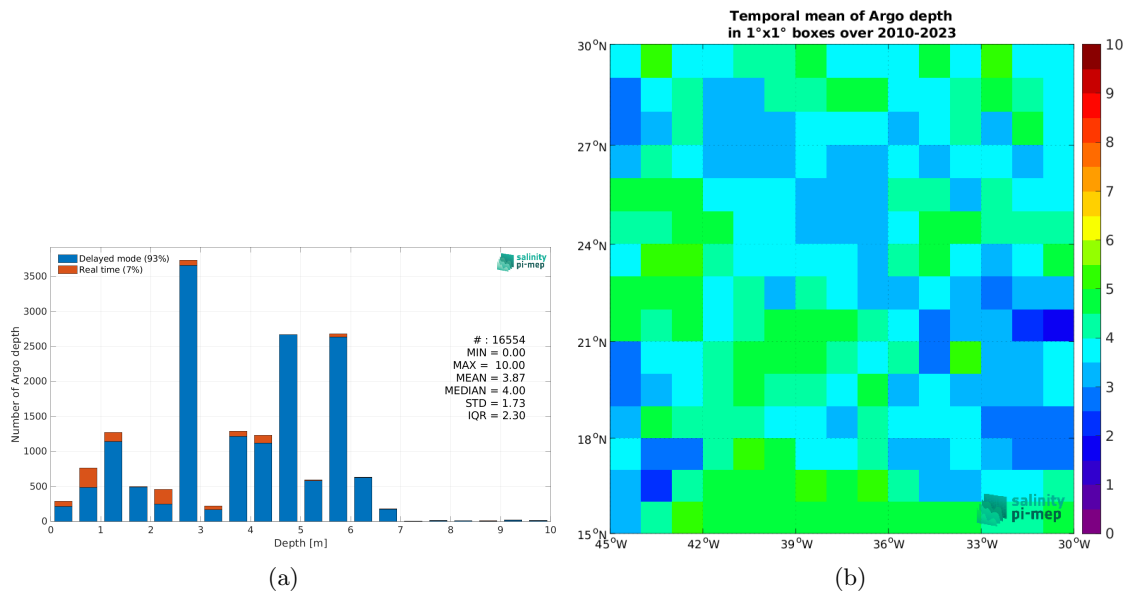 Delayed mode (93%)
Real time (7%)
salinity
pi-mep
# : 16554
MIN = 0.00
MAX = 10.00
MEAN = 3.87
MEDIAN = 4.00
STD = 1.73
IQR = 2.30
Number of Argo depth
3500
3000
2500
2000
1500
1000
500
0
0 1 2 3 4 5 6 7 8 9 10
Depth [m]
(a)
Temporal mean of Argo depth
in 1°x1° boxes over 2010-2023
30°N
27°N
24°N
21°N
18°N
15°N
45°W 42°W 39°W 36°W 33°W 30°W
salinity
pi-mep
10
9
8
7
6
5
4
3
2
1
0
(b)